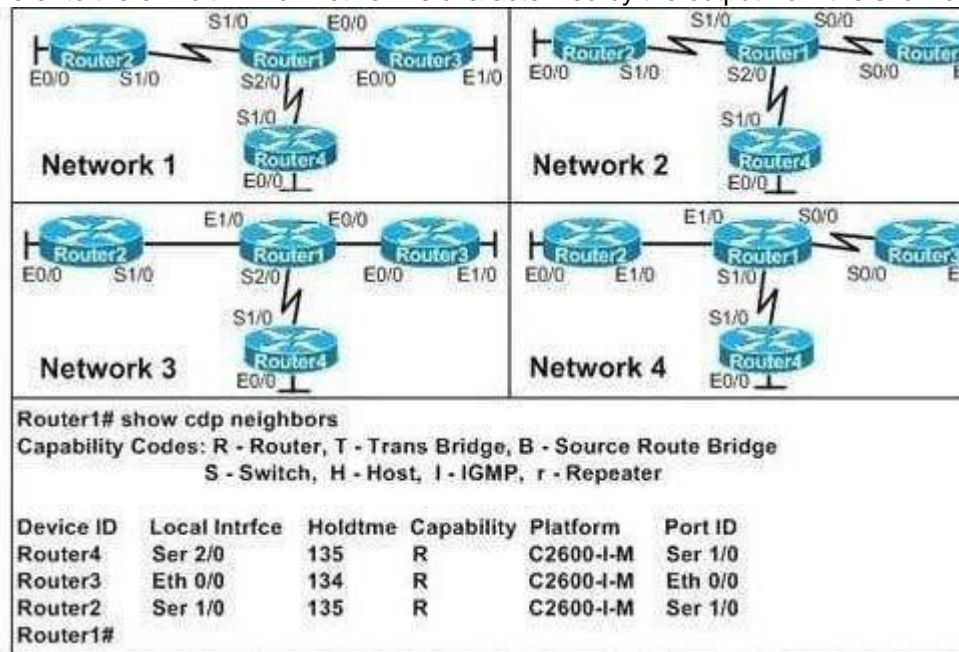 S1/0 E0/0 S1/0 S0/0
Router2 Router1 Router3 Router2 Router1
E0/0 S1/0 S2/0 E0/0 E1/0 E0/0 S1/0 S2/0 S0/0
S1/0 S1/0
Router4 Router4
Network 1 Network 2
E0/0 E0/0
E1/0 E0/0 E1/0 S0/0
Router2 Router1 Router3 Router2 Router1 Router3
E0/0 S1/0 S2/0 E0/0 E1/0 E0/0 E1/0 S1/0 S0/0
S1/0 S1/0
Router4 Router4
Network 3 Network 4
E0/0 E0/0
Router1# show cdp neighbors
Capability Codes: R - Router, T - Trans Bridge, B - Source Route Bridge
S - Switch, H - Host, I - IGMP, r - Repeater
Device ID Local Intrfce Holdtme Capability Platform Port ID
Router4 Ser 2/0 135 R C2600-I-M Ser 1/0
Router3 Eth 0/0 134 R C2600-I-M Eth 0/0
Router2 Ser 1/0 135 R C2600-I-M Ser 1/0
Router1#